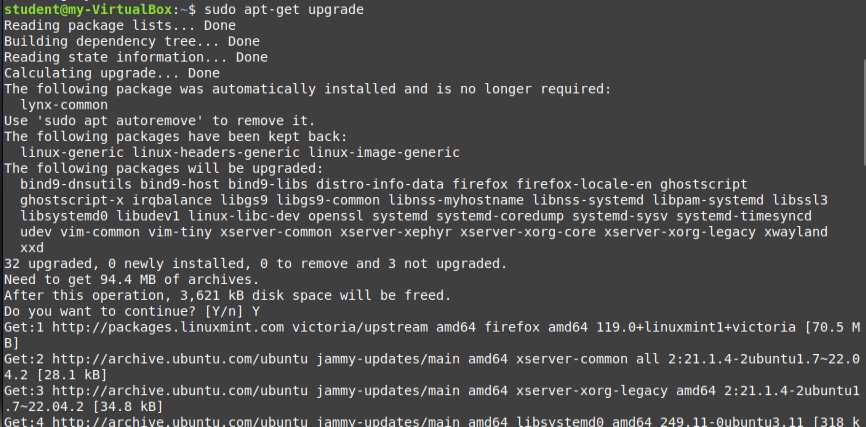 student@my-VirtualBox:~$ sudo apt-get upgrade
Reading package lists... Done
Building dependency tree... Done
Reading state information... Done
Calculating upgrade... Done
The following package was automatically installed and is no longer required:
  lynx-common
Use 'sudo apt autoremove' to remove it.
The following packages have been kept back:
  linux-generic linux-headers-generic linux-image-generic
The following packages will be upgraded:
  bind9-dnsutils bind9-host bind9-libs distro-info-data firefox firefox-locale-en ghostscript
  ghostscript-x irqbalance libgs9 libgs9-common libnss-myhostname libnss-systemd libpam-systemd libssl3
  libsystemd0 libudev1 linux-libc-dev openssl systemd systemd-coredump systemd-sysv systemd-timesyncd
  udev vim-common vim-tiny xserver-common xserver-xephyr xserver-xorg-core xserver-xorg-legacy xwayland
  xxd
32 upgraded, 0 newly installed, 0 to remove and 3 not upgraded.
Need to get 94.4 MB of archives.
After this operation, 3,621 kB disk space will be freed.
Do you want to continue? [Y/n] Y
Get:1 http://packages.linuxmint.com victoria/upstream amd64 firefox amd64 119.0+linuxmint1+victoria [70.5 M
B]
Get:2 http://archive.ubuntu.com/ubuntu jammy-updates/main amd64 xserver-common all 2:21.1.4-2ubuntu1.7~22.0
4.2 [28.1 kB]
Get:3 http://archive.ubuntu.com/ubuntu jammy-updates/main amd64 xserver-xorg-legacy amd64 2:21.1.4-2ubuntu1
.7~22.04.2 [34.8 kB]
Get:4 http://archive.ubuntu.com/ubuntu jammy-updates/main amd64 libsystemd0 amd64 249.11-0ubuntu3.11 [318 k